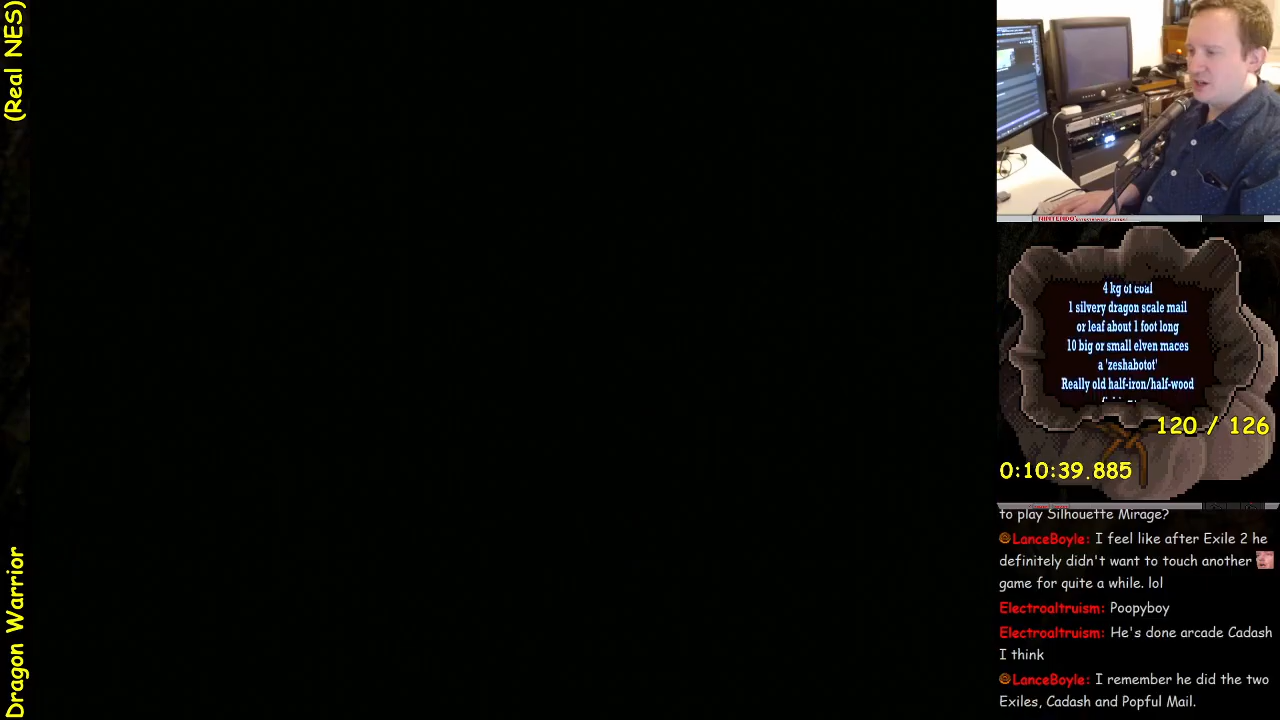 (Real NES)
Dragon Warrior
NINTENDO
4 kg of coal
1 silvery dragon scale mail
or leaf about 1 foot long
10 big or small elven maces
a 'zeshabotot'
Really old half-iron/half-wood
120 / 126
0:10:39.885
to play Silhouette Mirage?
LanceBoyle: I feel like after Exile 2 he
definitely didn't want to touch another
game for quite a while. lol
Electroaltruism: Poopyboy
Electroaltruism: He's done arcade Cadash
I think
LanceBoyle: I remember he did the two
Exiles, Cadash and Popful Mail.